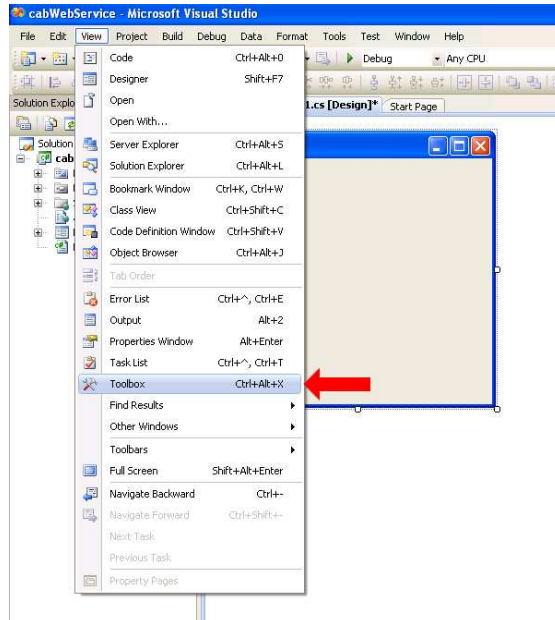 cabWebService - Microsoft Visual Studio
File Edit View Project Build Debug Data Format Tools Test Window Help
Debug Any CPU
Solution Explo
1.cs [Design]* Start Page
Solution
cab
Code Ctrl+Alt+0
Designer Shift+F7
Open
Open With...
Server Explorer Ctrl+Alt+S
Solution Explorer Ctrl+Alt+L
Bookmark Window Ctrl+K, Ctrl+W
Class View Ctrl+Shift+C
Code Definition Window Ctrl+Shift+V
Object Browser Ctrl+Alt+J
Tab Order
Error List Ctrl+^, Ctrl+E
Output Alt+2
Properties Window Alt+Enter
Task List Ctrl+^, Ctrl+T
Toolbox Ctrl+Alt+X
Find Results
Other Windows
Toolbars
Full Screen Shift+Alt+Enter
Navigate Backward Ctrl+-
Navigate Forward Ctrl+Shift+-
Next Task
Previous Task
Property Pages